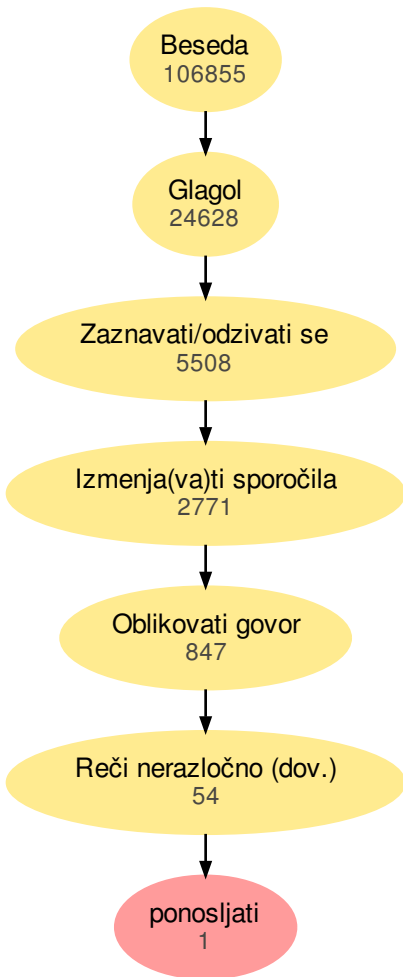 Beseda
106855
Glagol
24628
Zaznavati/odzivati se
5508
Izmenja(va)ti sporočila
2771
Oblikovati govor
847
Reči nerazločno (dov.)
54
ponosljati
1